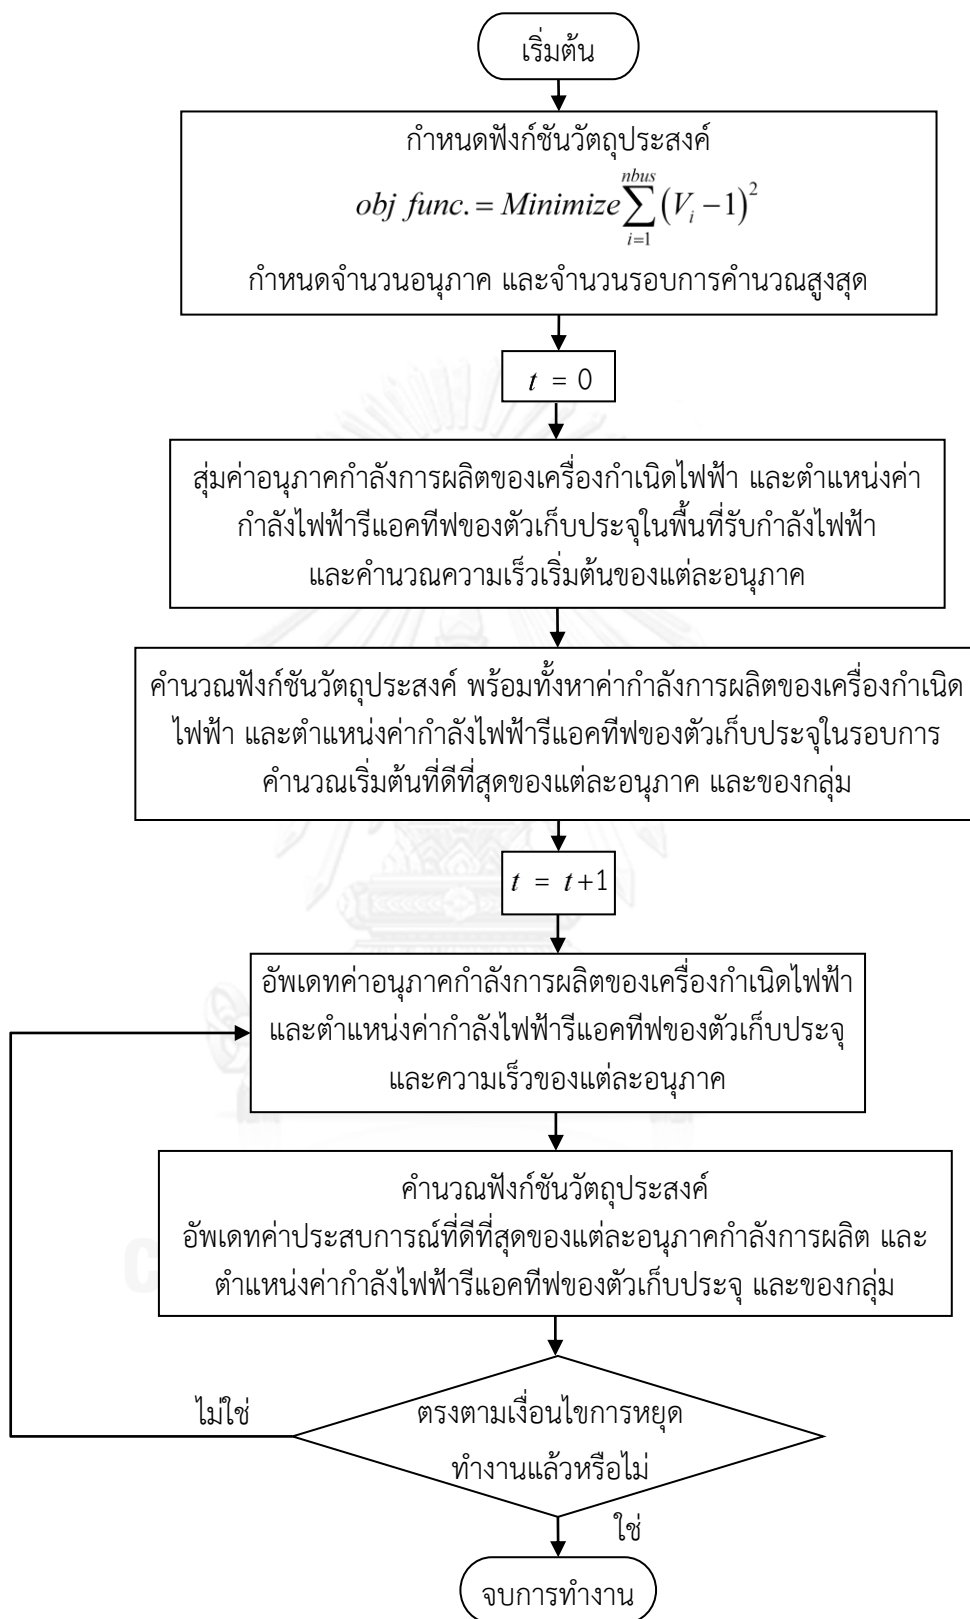 เริ่มต้น
กำหนดฟังก์ชันวัตถุประสงค์
obj func. = Minimize \sum_{i=1}^{nbus} (V_i - 1)^2
กำหนดจำนวนอนุภาค และจำนวนรอบการคำนวณสูงสุด
t = 0
สุ่มค่าอนุภาคกำลังการผลิตของเครื่องกำเนิดไฟฟ้า และตำแหน่งค่า
กำลังไฟฟ้ารีแอคทีฟของตัวเก็บประจุในพื้นที่รับกำลังไฟฟ้า
และคำนวณความเร็วเริ่มต้นของแต่ละอนุภาค
คำนวณฟังก์ชันวัตถุประสงค์ พร้อมทั้งหาค่ากำลังการผลิตของเครื่องกำเนิด
ไฟฟ้า และตำแหน่งค่ากำลังไฟฟ้ารีแอคทีฟของตัวเก็บประจุในรอบการ
คำนวณเริ่มต้นที่ดีที่สุดของแต่ละอนุภาค และของกลุ่ม
t = t+1
อัพเดทค่าอนุภาคกำลังการผลิตของเครื่องกำเนิดไฟฟ้า
และตำแหน่งค่ากำลังไฟฟ้ารีแอคทีฟของตัวเก็บประจุ
และความเร็วของแต่ละอนุภาค
คำนวณฟังก์ชันวัตถุประสงค์
อัพเดทค่าประสบการณ์ที่ดีที่สุดของแต่ละอนุภาคกำลังการผลิต และ
ตำแหน่งค่ากำลังไฟฟ้ารีแอคทีฟของตัวเก็บประจุ และของกลุ่ม
ไม่ใช่
ตรงตามเงื่อนไขการหยุด
ทำงานแล้วหรือไม่
ใช่
จบการทำงาน